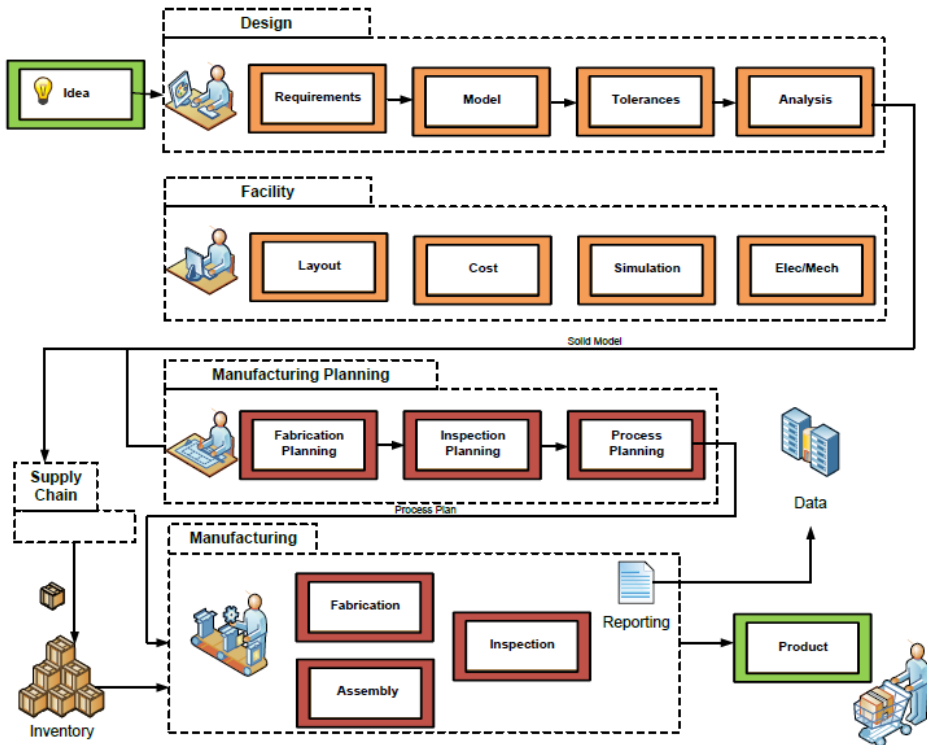 Design
Idea
Requirements
Model
Tolerances
Analysis
Facility
Layout
Cost
Simulation
Elec/Mech
Solid Model
Manufacturing Planning
Fabrication
Planning
Inspection
Planning
Process
Planning
Supply
Chain
Data
Process Plan
Manufacturing
Fabrication
Reporting
Inspection
Product
Assembly
Inventory